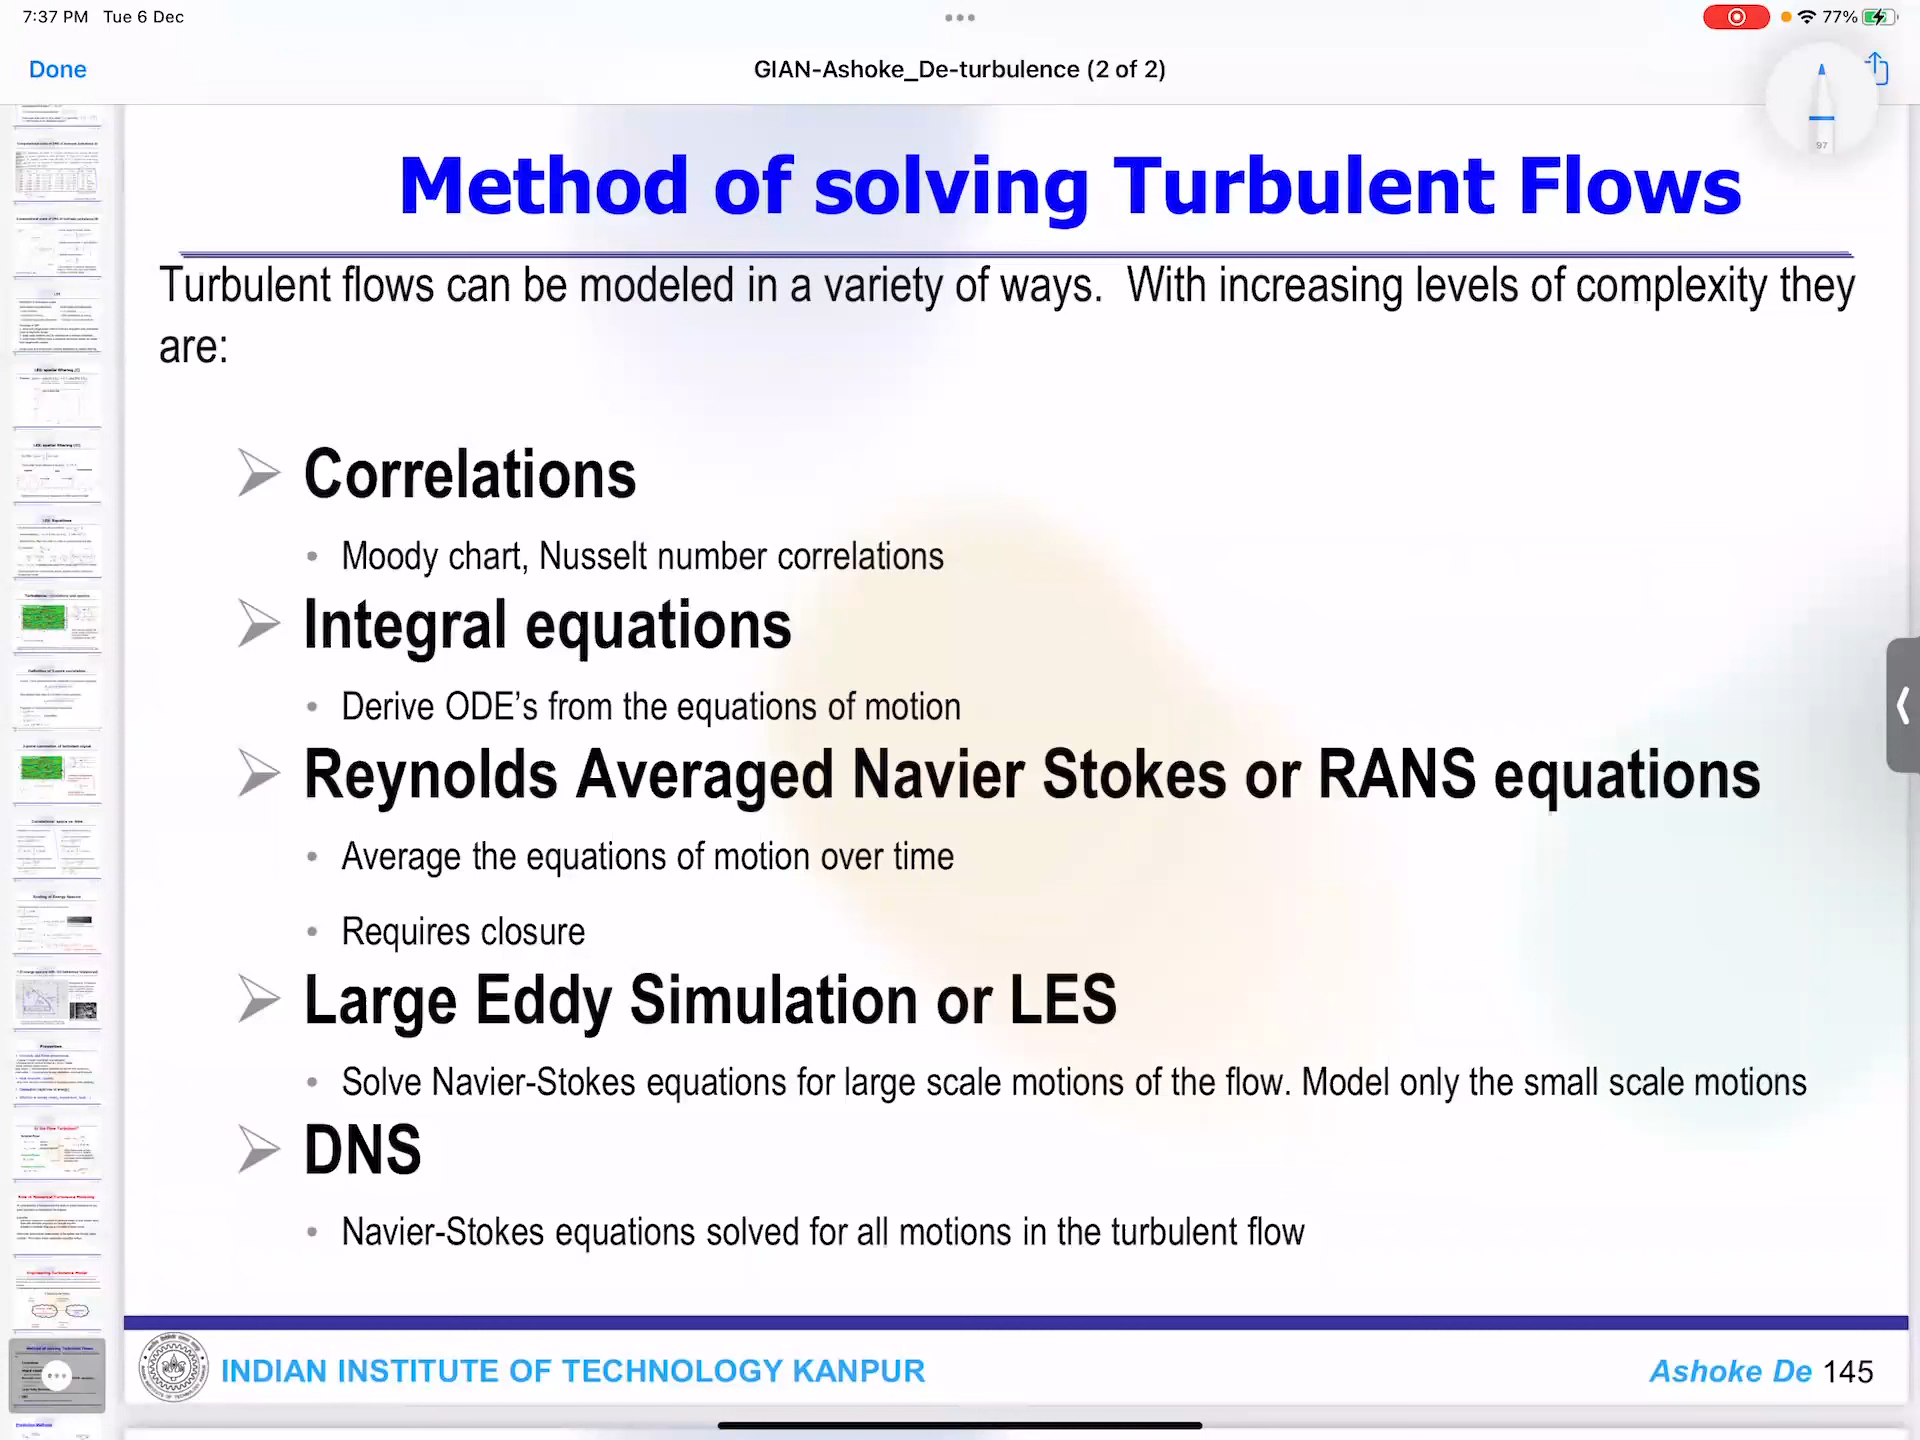 7:37 PM Tue 6 Dec
77%
Done
GIAN-Ashoke_De-turbulence (2 of 2)
97
Method of solving Turbulent Flows
Turbulent flows can be modeled in a variety of ways. With increasing levels of complexity they
are:
Correlations
• Moody chart, Nusselt number correlations
Integral equations
• Derive ODE’s from the equations of motion
Reynolds Averaged Navier Stokes or RANS equations
• Average the equations of motion over time
• Requires closure
Large Eddy Simulation or LES
• Solve Navier-Stokes equations for large scale motions of the flow. Model only the small scale motions
DNS
• Navier-Stokes equations solved for all motions in the turbulent flow
INDIAN INSTITUTE OF TECHNOLOGY KANPUR
Ashoke De 145